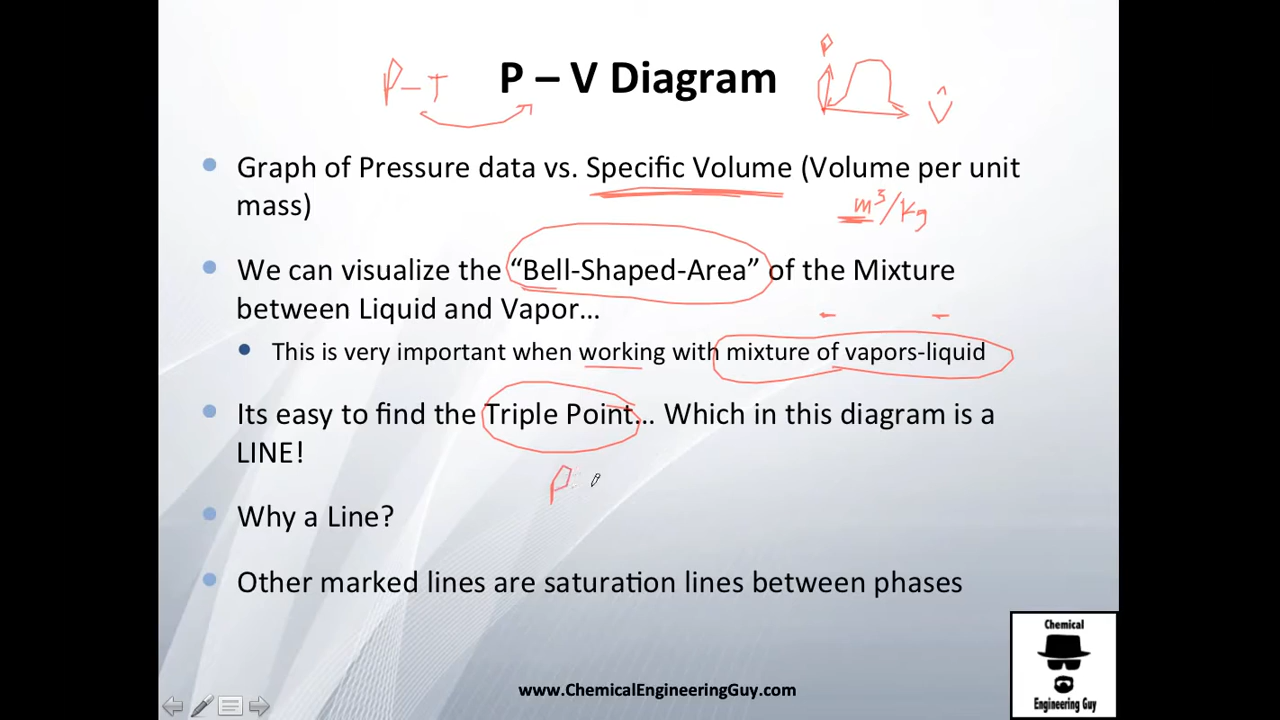 P-T
P – V Diagram
P
V̂
Graph of Pressure data vs. Specific Volume (Volume per unit
mass)
m³/kg
We can visualize the “Bell-Shaped-Area” of the Mixture
between Liquid and Vapor...
This is very important when working with mixture of vapors-liquid
Its easy to find the Triple Point... Which in this diagram is a
LINE!
P
Why a Line?
Other marked lines are saturation lines between phases
Chemical
Engineering Guy
www.ChemicalEngineeringGuy.com